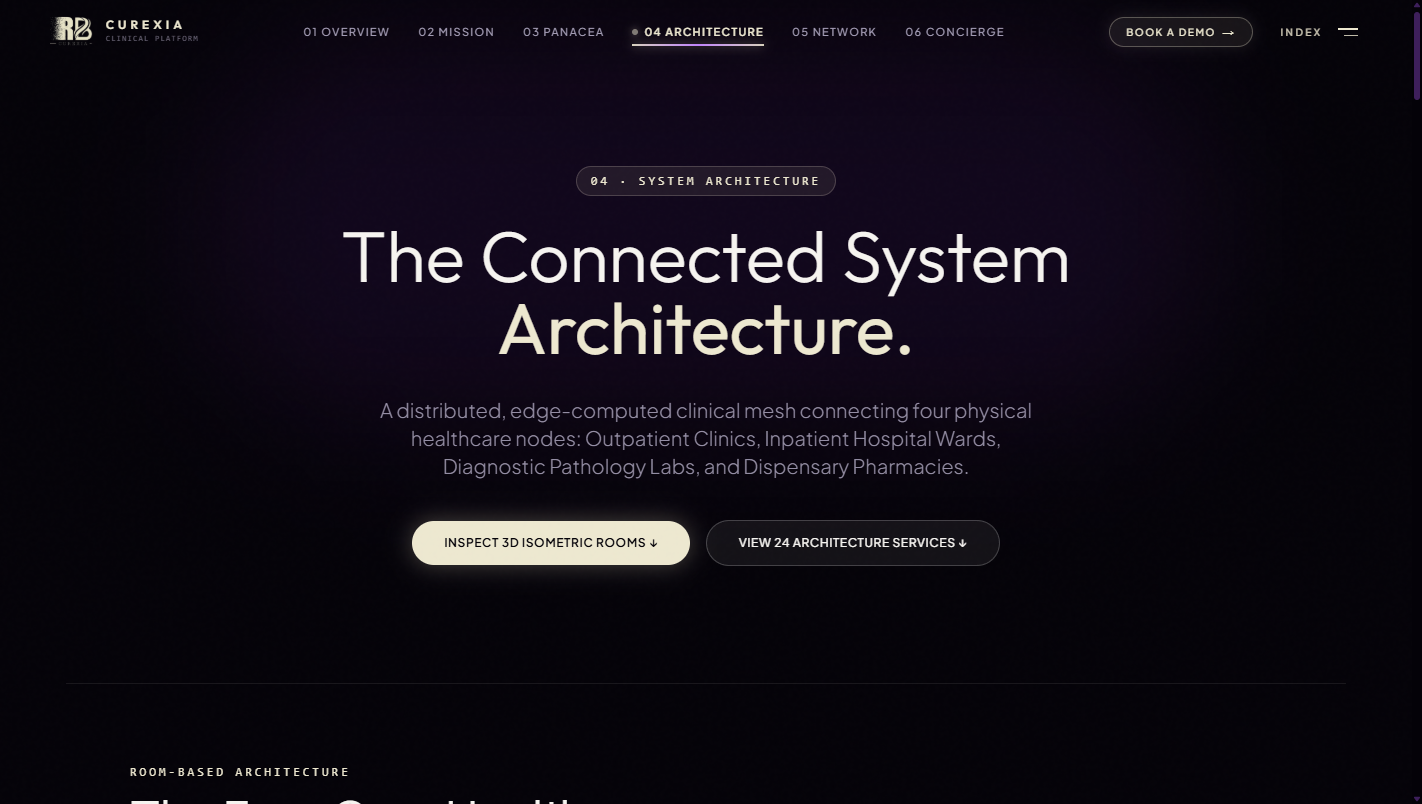 CUREXIA
CLINICAL PLATFORM
01 OVERVIEW
02 MISSION
03 PANACEA
04 ARCHITECTURE
05 NETWORK
06 CONCIERGE
BOOK A DEMO →
INDEX
04 · SYSTEM ARCHITECTURE
The Connected System
Architecture.
A distributed, edge-computed clinical mesh connecting four physical
healthcare nodes: Outpatient Clinics, Inpatient Hospital Wards,
Diagnostic Pathology Labs, and Dispensary Pharmacies.
INSPECT 3D ISOMETRIC ROOMS ↓
VIEW 24 ARCHITECTURE SERVICES ↓
ROOM-BASED ARCHITECTURE